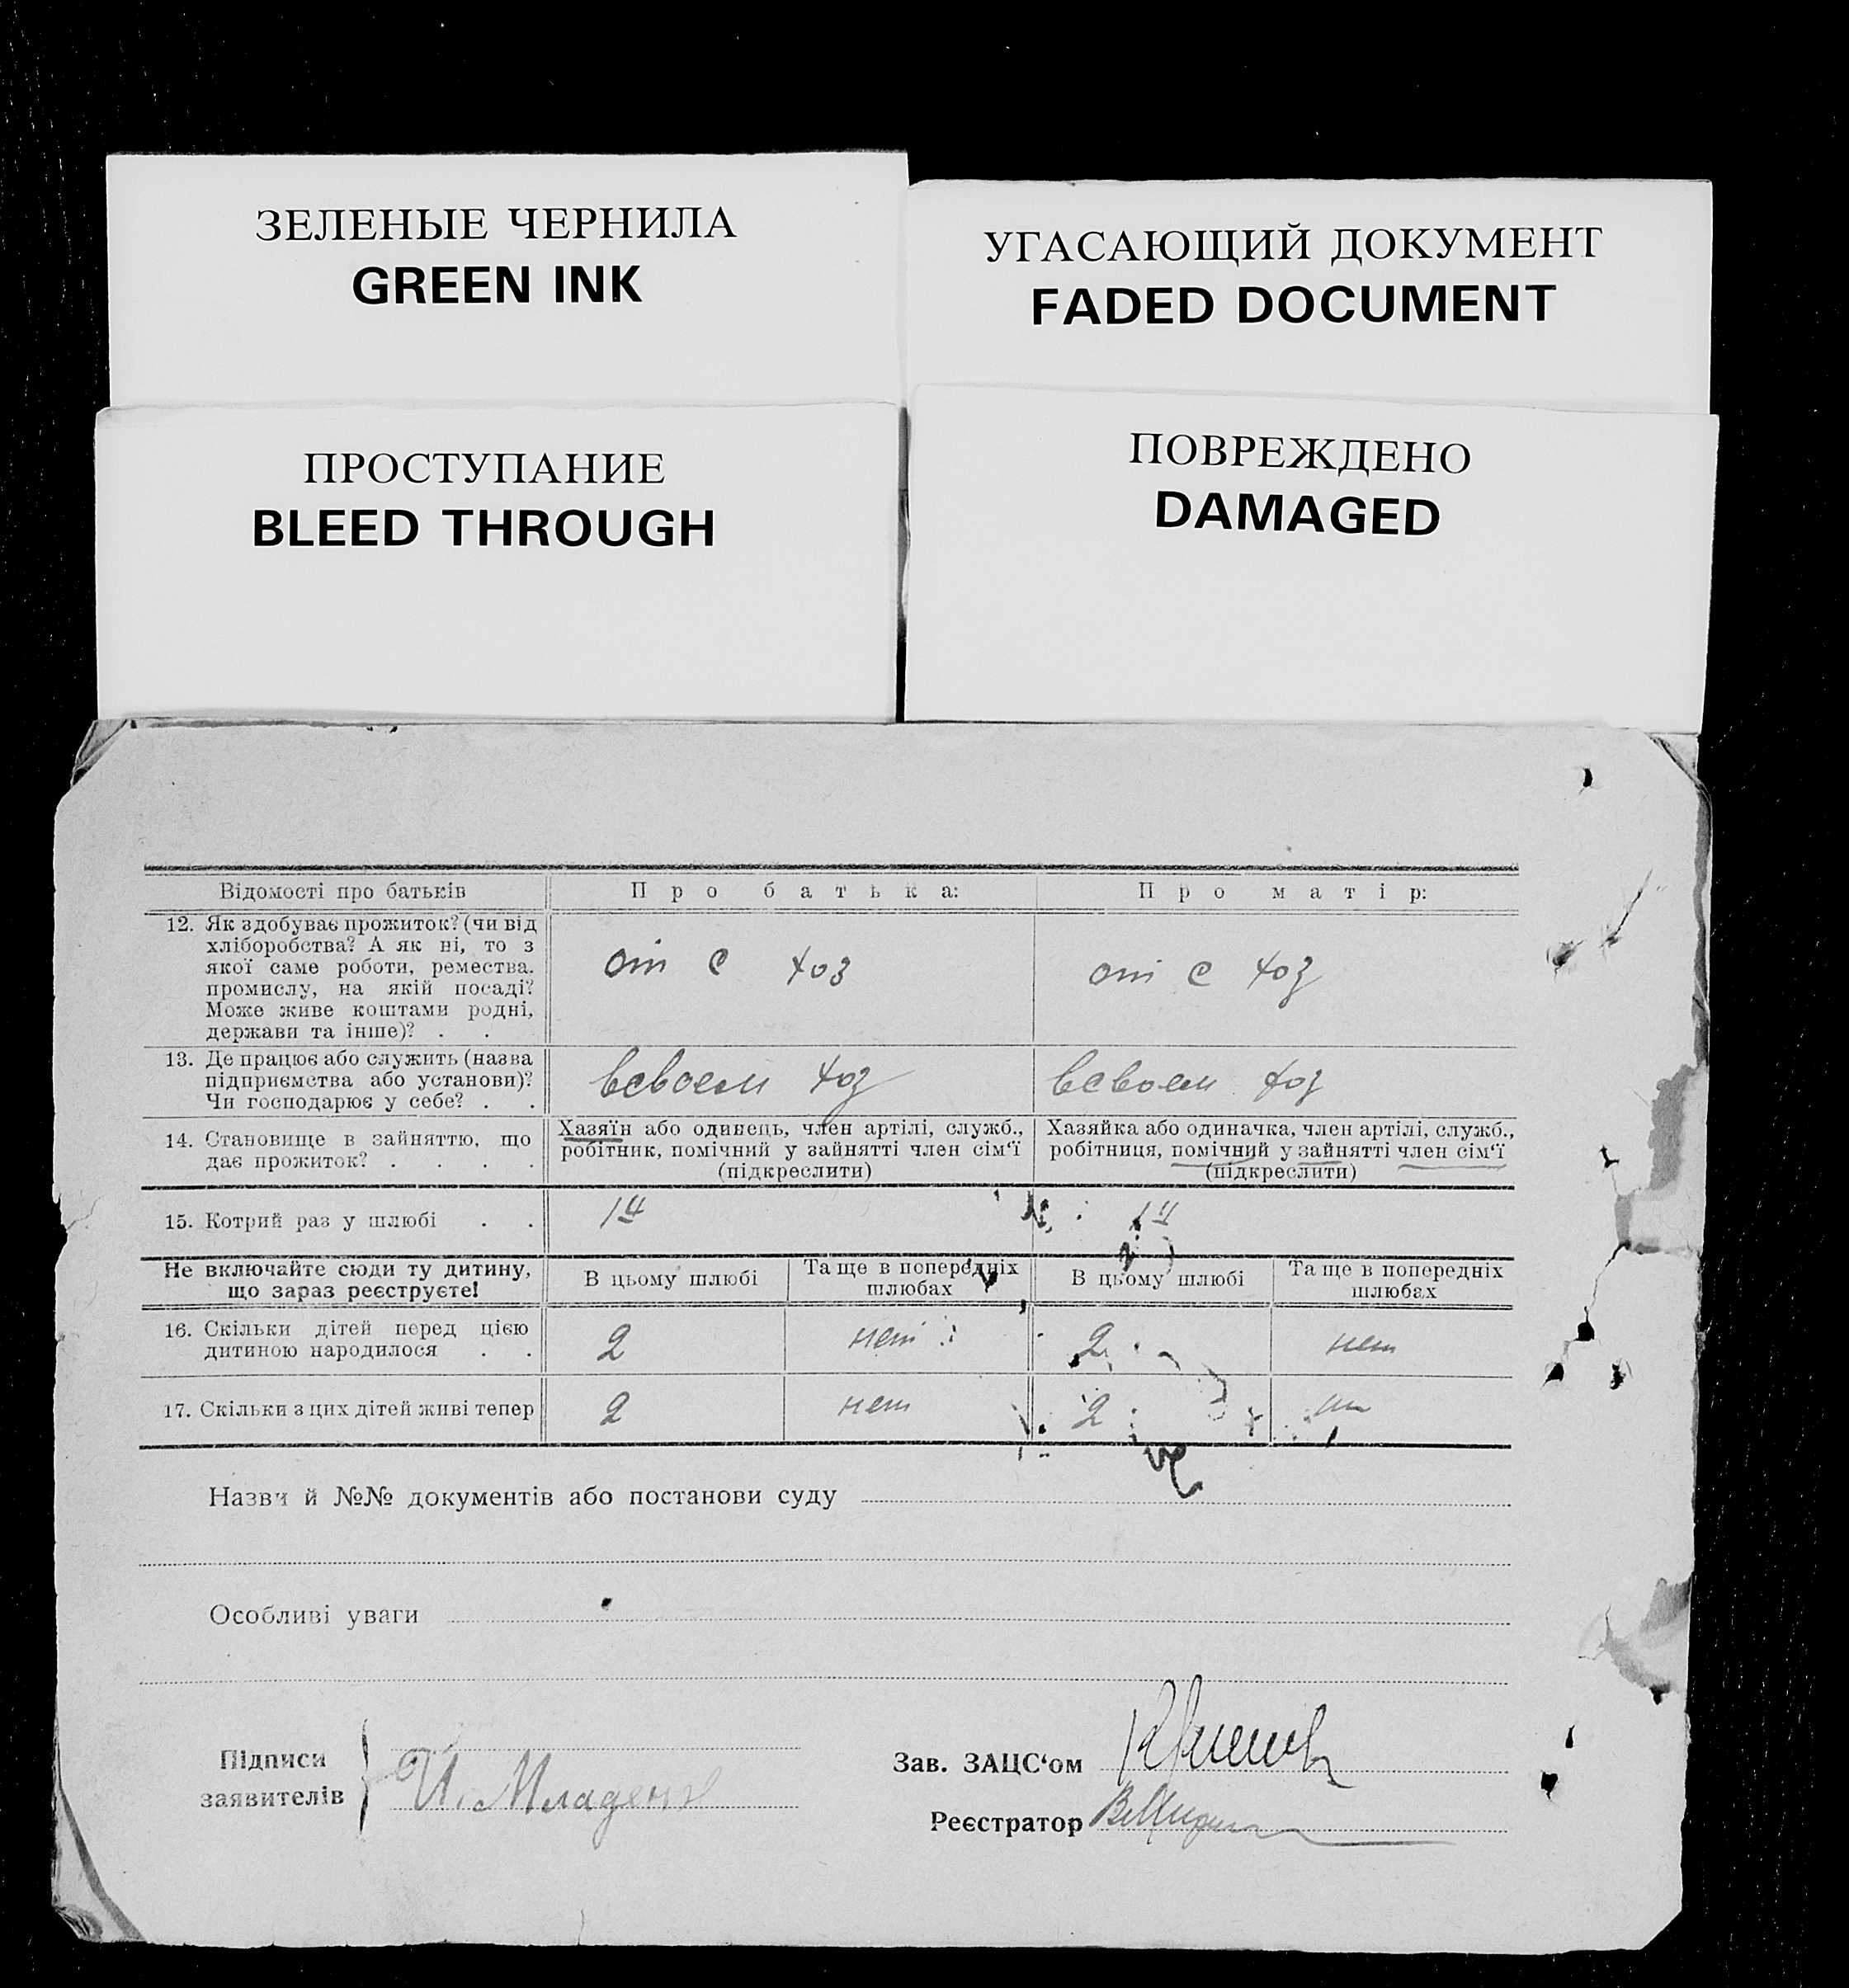 ЗЕЛЕНЫЕ ЧЕРНИЛА
GREEN INK
УГАСАЮЩИЙ ДОКУМЕНТ
FADED DOCUMENT
ПРОСТУПАНИЕ
BLEED THROUGH
ПОВРЕЖДЕНО
DAMAGED
Відомості про батьків
Про батька:
Про матір:
12. Як здобуває прожиток? (чи від
хліборобства? А як ні, то з
якої саме роботи, ремества,
промислу, на якій посаді?
Може живе коштами родні,
держави та інше)? . .
от с хоз
от с хоз
13. Де працює або служить (назва
підприємства або установи)?
Чи господарює у себе? . .
всвоем хоз
всвоем хоз
14. Становище в зайняттю, що
дає прожиток? . . . .
Хазяїн або одинець, член артілі, служб.,
робітник, помічний у зайнятті член сім‘ї
(підкреслити)
Хазяйка або одиначка, член артілі, служб.,
робітниця, помічний у зайнятті член сім‘ї
(підкреслити)
15. Котрий раз у шлюбі . .
1й
1й
Не включайте сюди ту дитину,
що зараз реєструєте!
В цьому шлюбі
Та ще в попередніх
шлюбах
В цьому шлюбі
Та ще в попередніх
шлюбах
16. Скільки дітей перед цією
дитиною народилося . .
2
нет
2
нет
17. Скільки з цих дітей живі тепер
2
нет
2
Назви й №№ документів або постанови суду
Особливі уваги
Підписи
заявителів
И. Младен
Зав. ЗАЦС‘ом
Реєстратор